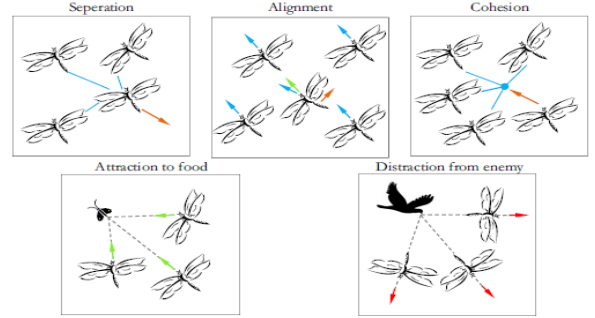 Seperation
Alignment
Cohesion
Attraction to food
Distraction from enemy